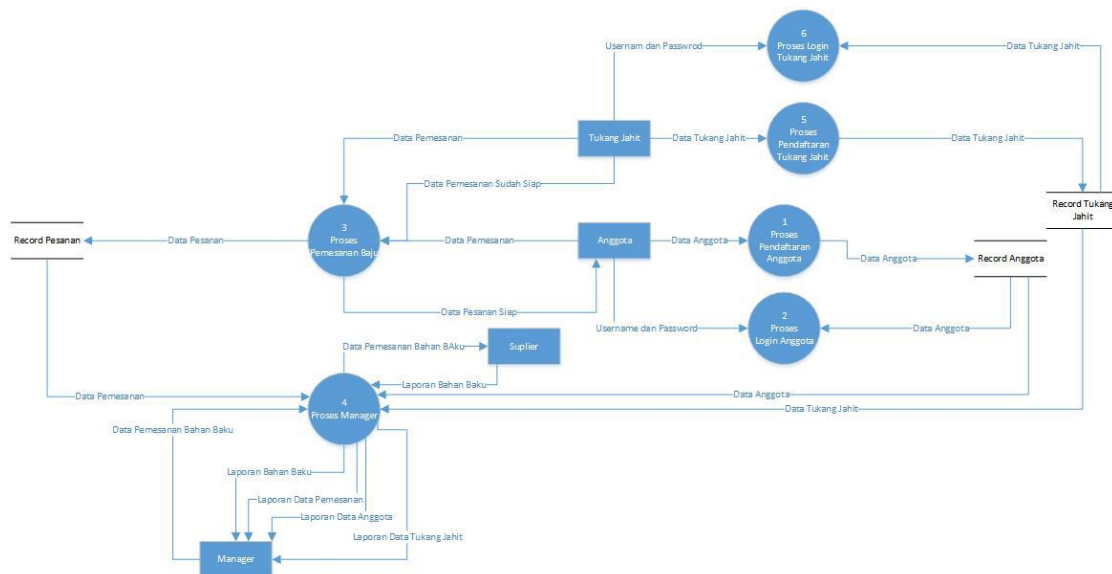 6
Proses Login
Tukang Jahit
Usernam dan Passwrod
Data Tukang Jahit
5
Proses
Pendaftaran
Tukang Jahit
Tukang Jahit
Data Pemesanan
Data Tukang Jahit
Data Tukang Jahit
Data Pemesanan Sudah Siap
Record Tukang
Jahit
Record Pesanan
Data Pesanan
3
Proses
Pemesanan Baju
Data Pemesanan
Anggota
Data Anggota
1
Proses
Pendaftaran
Anggota
Data Anggota
Record Anggota
Data Pesanan Siap
Username dan Password
2
Proses
Login Anggota
Data Anggota
Data Pemesanan Bahan BAku
Suplier
Laporan Bahan Baku
Data Pemesanan
4
Proses Manager
Data Anggota
Data Tukang Jahit
Data Pemesanan Bahan Baku
Laporan Bahan Baku
Laporan Data Pemesanan
Laporan Data Anggota
Laporan Data Tukang Jahit
Manager